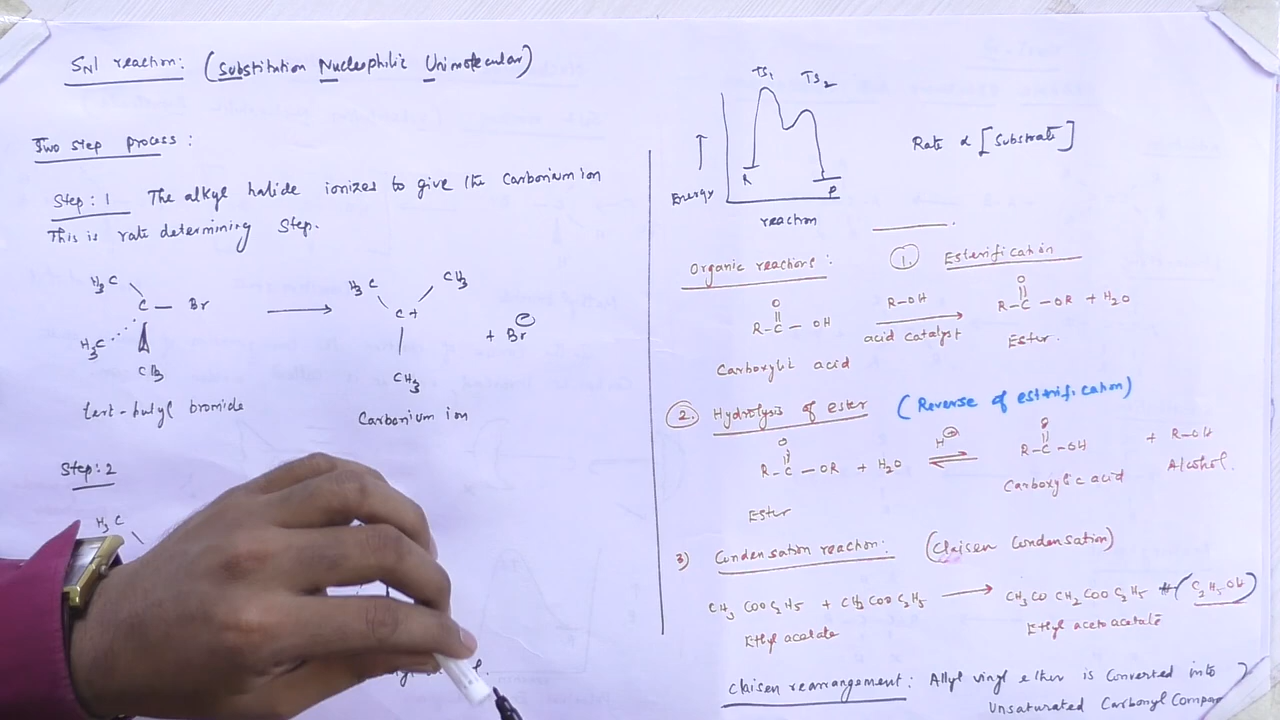 SN1 reaction: (Substitution Nucleophilic Unimolecular)
Two step process:
Step: 1 The alkyl halide ionizes to give the Carbonium ion
This is rate determining Step.
H3C CH3
C — Br
H3C
CH3
tert-butyl bromide
H3C
C+
CH3
+ Br⊖
Carbonium ion
Step: 2
H3C
TS1 TS2
Energy
R P
reaction
Rate ∝ [Substrate]
Organic reactions: 1. Esterification
O
R-C-OH
R-OH
acid catalyst
O
R-C-OR + H2O
Carboxylic acid
Ester.
2. Hydrolysis of ester (Reverse of esterification)
O
R-C-OR + H2O
H⊕
O
R-C-OH
+ R-OH
Ester
Carboxylic acid
Alcohol.
3) Condensation reaction: (Claisen Condensation)
CH3 COOC2H5 + CH3COOC2H5 → CH3CO CH2COO C2H5 + (C2H5OH)
Ethyl acetate
Ethyl acetoacetate
Claisen rearrangement: Allyl vinyl ether is Converted into
Unsaturated Carbonyl